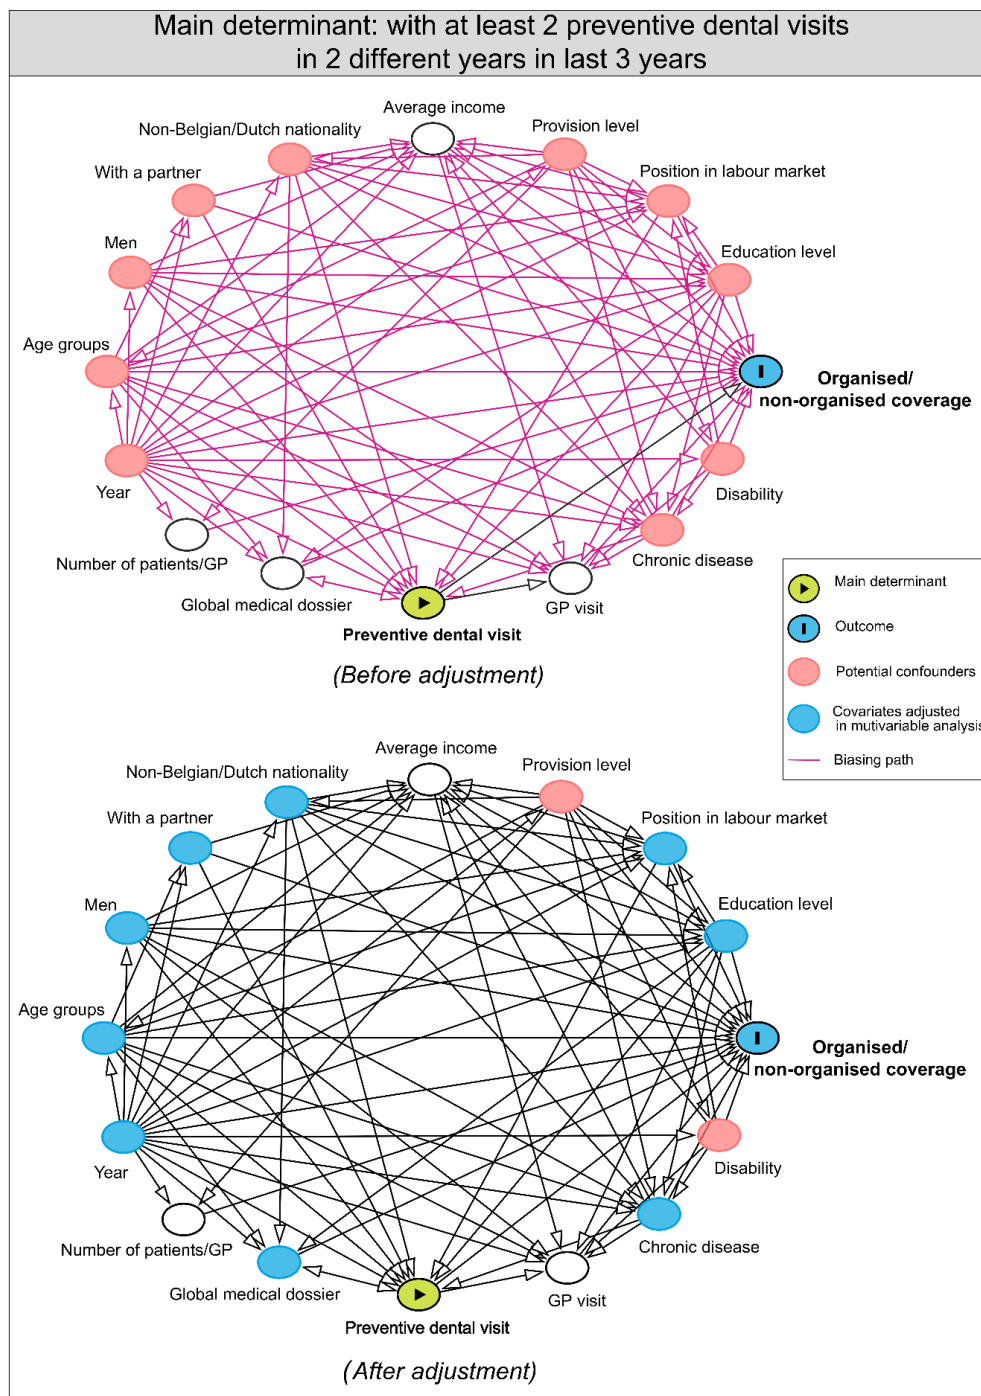 Main determinant: with at least 2 preventive dental visits
in 2 different years in last 3 years
Average income
Non-Belgian/Dutch nationality
Provision level
With a partner
Position in labour market
Men
Education level
Age groups
Organised/
non-organised coverage
Year
Disability
Number of patients/GP
Chronic disease
Global medical dossier
GP visit
Preventive dental visit
(Before adjustment)
Main determinant
Outcome
Potential confounders
Covariates adjusted
in mutivariable analysis
Biasing path
Average income
Non-Belgian/Dutch nationality
Provision level
With a partner
Position in labour market
Men
Education level
Age groups
Organised/
non-organised coverage
Year
Disability
Number of patients/GP
Chronic disease
Global medical dossier
GP visit
Preventive dental visit
(After adjustment)